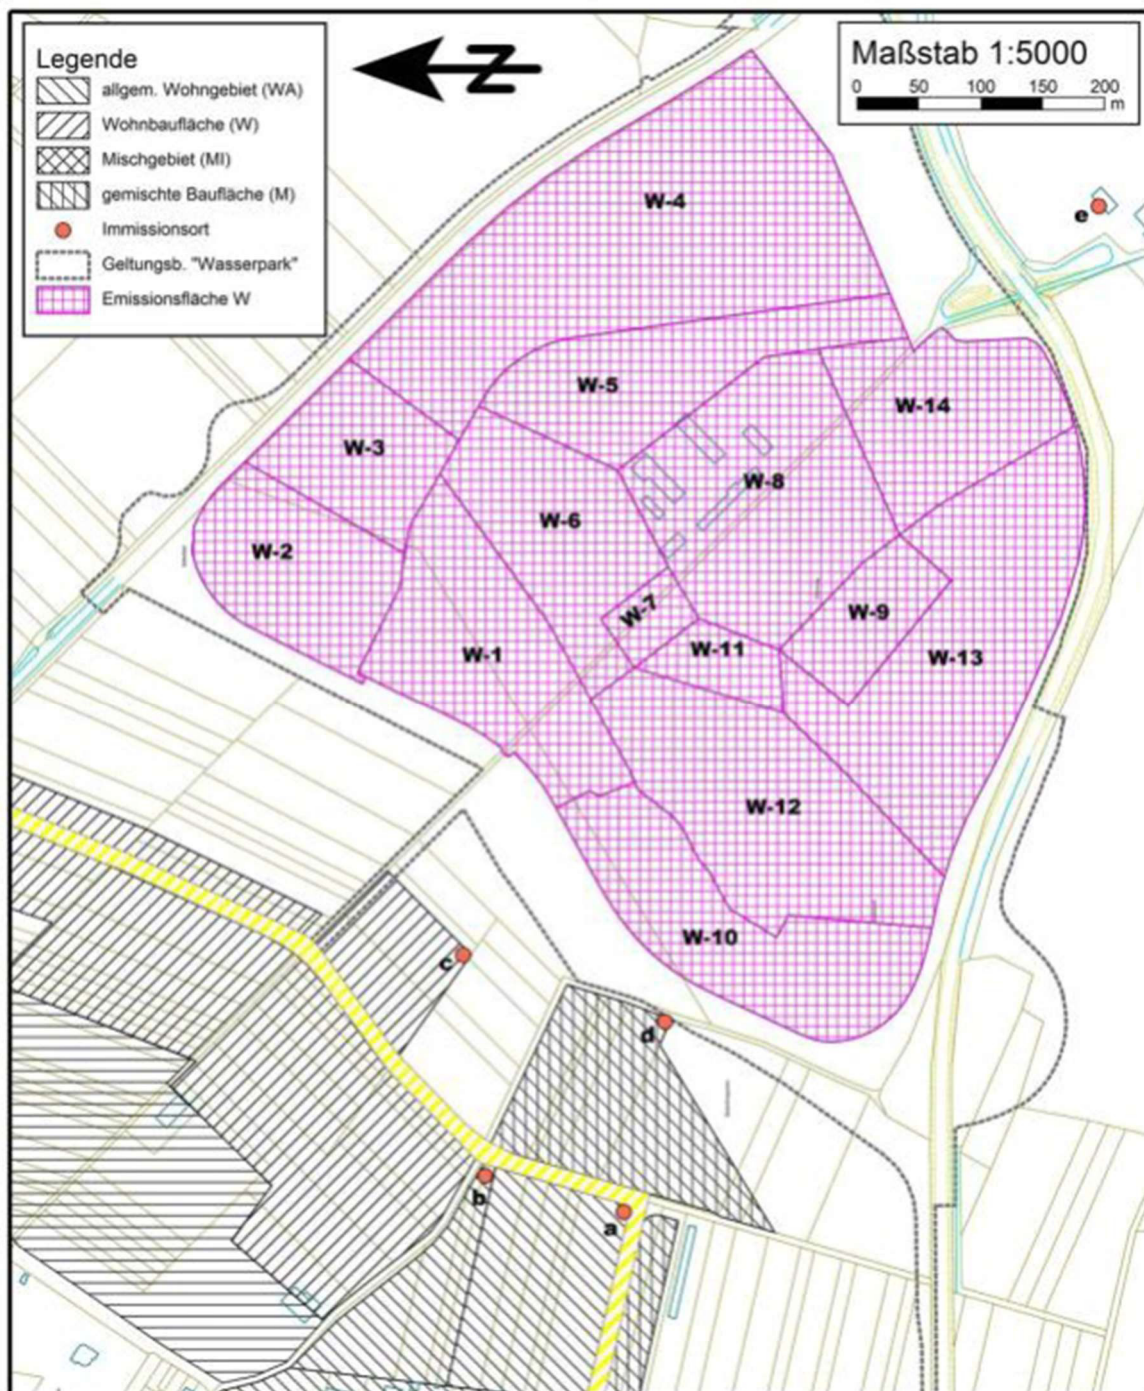 Legende
allgem. Wohngebiet (WA)
Wohnbaufläche (W)
Mischgebiet (MI)
gemischte Baufläche (M)
Immissionsort
Geltungsb. "Wasserpark"
Emissionsfläche W
N
Maßstab 1:5000
0 50 100 150 200 m
W-4
e
W-5
W-14
W-3
W-8
W-6
W-2
W-7
W-9
W-11
W-1
W-13
W-12
W-10
c
d
b
a